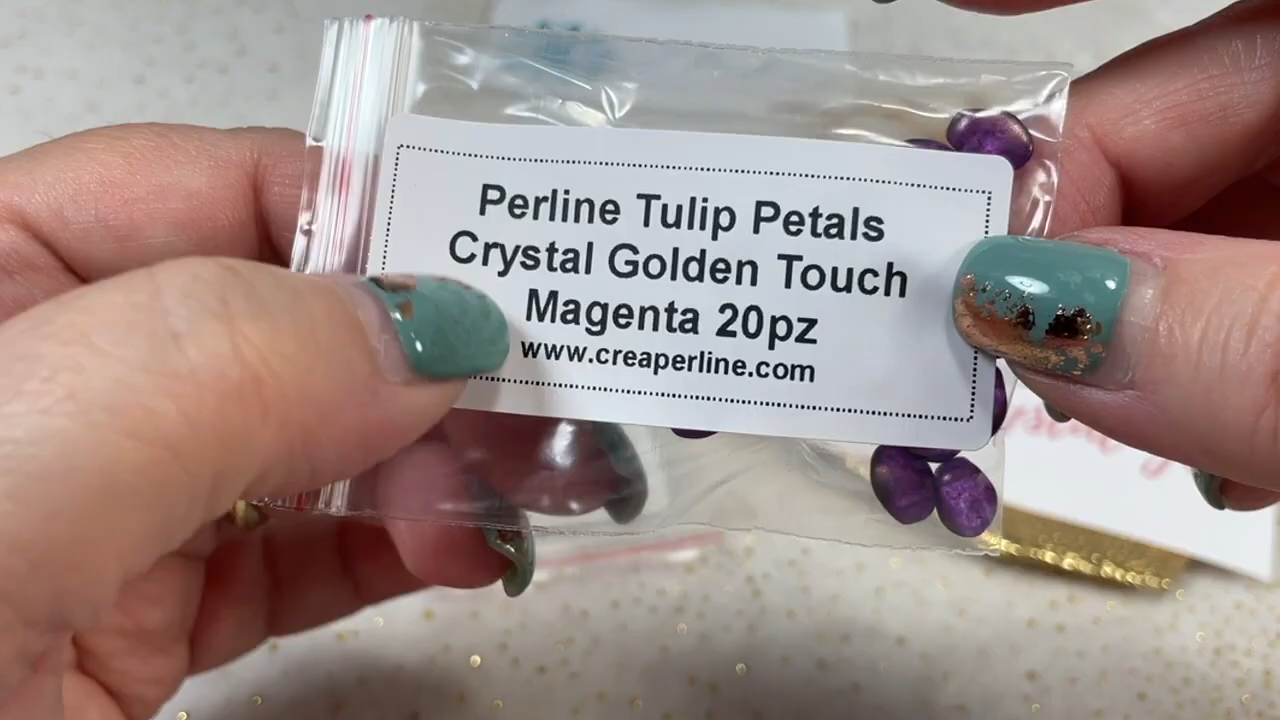 Perline Tulip Petals
Crystal Golden Touch
Magenta 20pz
www.creaperline.com